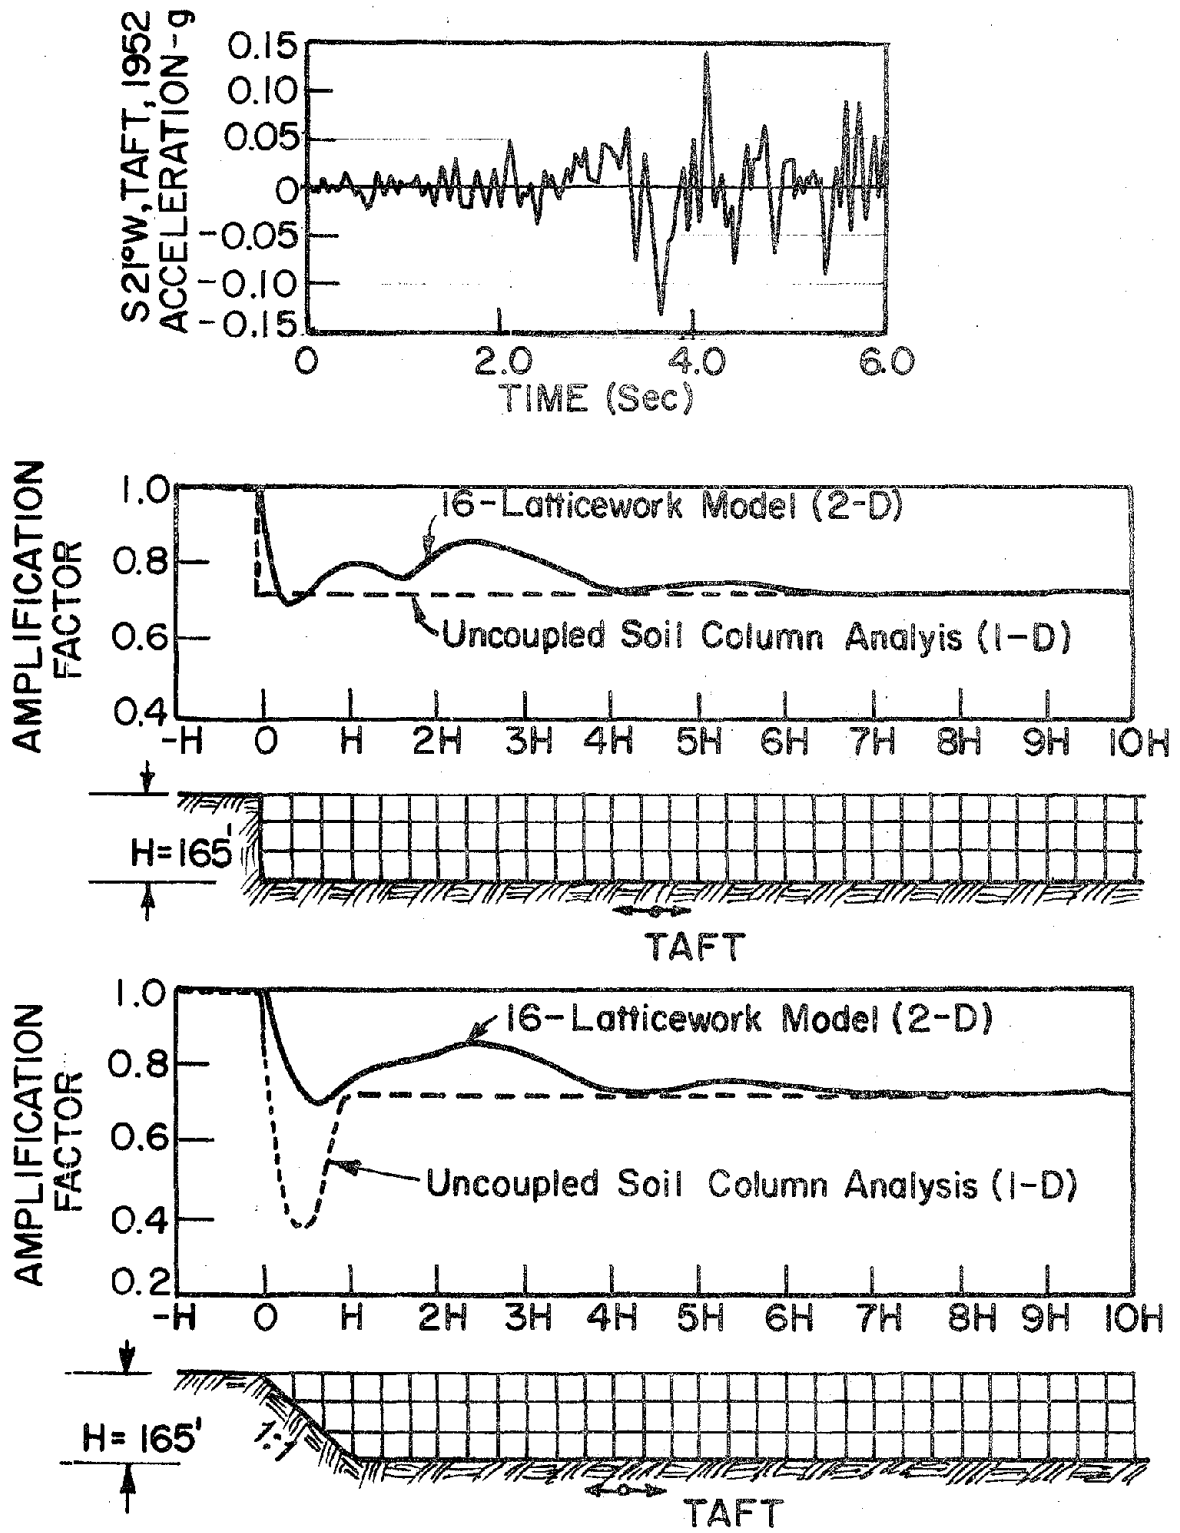 S21°W, TAFT, 1952
ACCELERATION-g
0.15
0.10
0.05
0
-0.05
-0.10
-0.15
0 2.0 4.0 6.0
TIME (Sec)
AMPLIFICATION
FACTOR
1.0
0.8
0.6
0.4
16-Latticework Model (2-D)
Uncoupled Soil Column Analyis (1-D)
-H 0 H 2H 3H 4H 5H 6H 7H 8H 9H 10H
H=165'
TAFT
AMPLIFICATION
FACTOR
1.0
0.8
0.6
0.4
0.2
16-Latticework Model (2-D)
Uncoupled Soil Column Analysis (1-D)
-H 0 H 2H 3H 4H 5H 6H 7H 8H 9H 10H
H=165'
1:1
TAFT